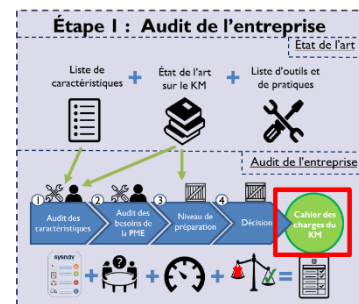 Étape 1 : Audit de l'entreprise
Etat de l'art
Liste de
caractéristiques
+
État de l'art
sur le KM
+
Liste d'outils et
de pratiques
Audit de l'entreprise
1
2
3
4
Audit des
caractéristiques
Audit des
besoins de
la PME
Niveau de
préparation
Décision
Cahier des
charges du
KM
sysnav
+
?
+
+
=